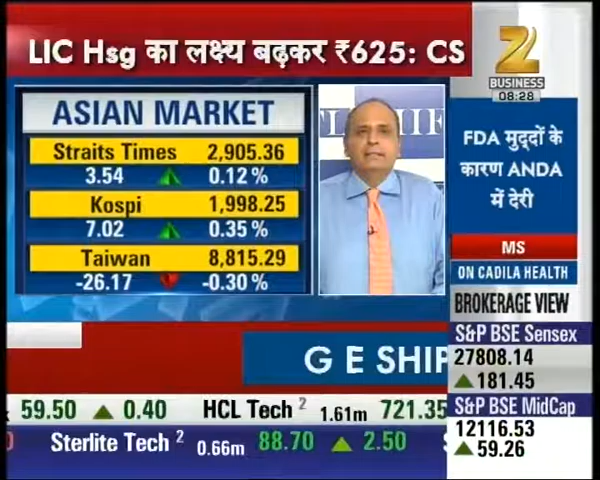 LIC Hsg का लक्ष्य बढ़कर ₹625: CS
Z
BUSINESS
08:28
ASIAN MARKET
Straits Times 2,905.36
3.54 0.12 %
Kospi 1,998.25
7.02 0.35 %
Taiwan 8,815.29
-26.17 -0.30 %
FDA मुद्दों के
कारण ANDA
में देरी
MS
ON CADILA HEALTH
BROKERAGE VIEW
G E SHIP
S&P BSE Sensex
27808.14
181.45
S&P BSE MidCap
12116.53
59.26
59.50 0.40 HCL Tech 2 1.61m 721.35
Sterlite Tech 2 0.66m 88.70 2.50